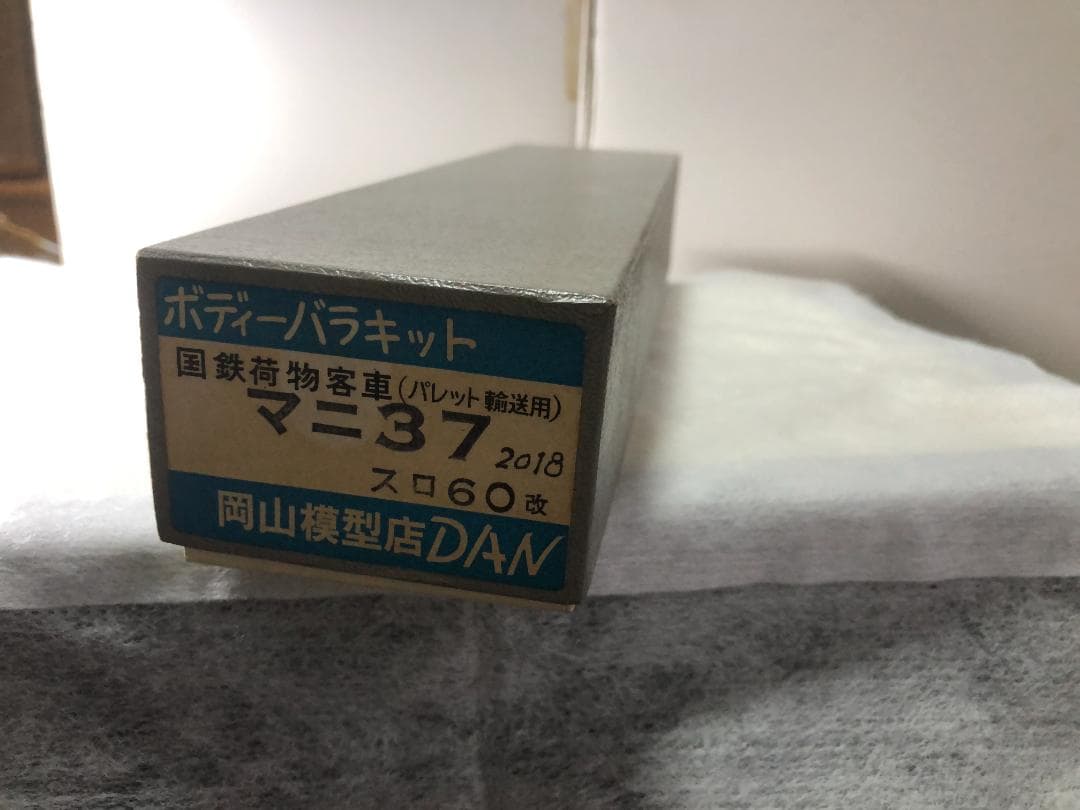 ボディーバラキット
国鉄荷物客車(パレット輸送用)
マニ37 2018
スロ60改
岡山模型店DAN